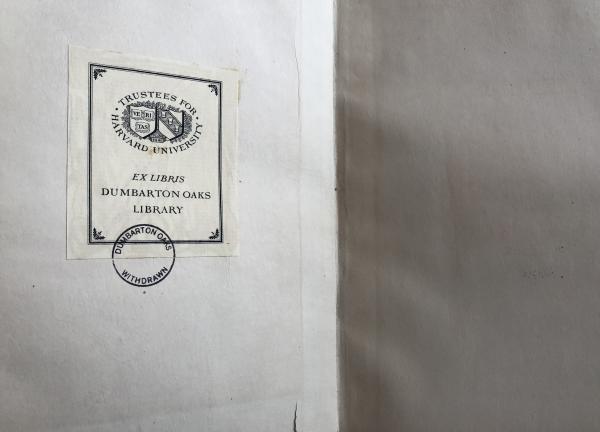 TRUSTEES FOR
HARVARD UNIVERSITY
VE RI
TAS
EX LIBRIS
DUMBARTON OAKS
LIBRARY
DUMBARTON OAKS
WITHDRAWN